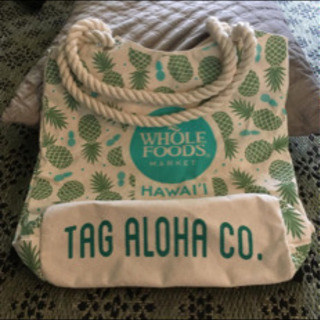 WHOLE
FOODS
MARKET
HAWAI'I
TAG ALOHA CO.